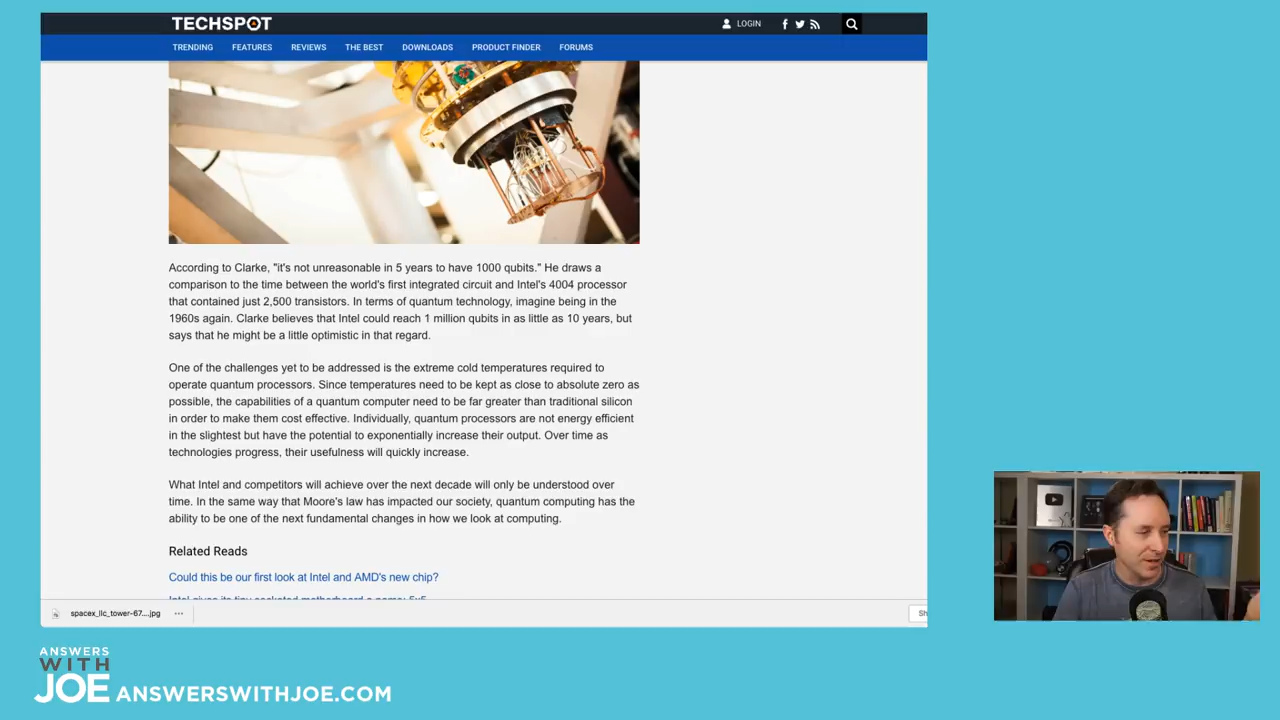 TECHSPOT
LOGIN
TRENDING FEATURES REVIEWS THE BEST DOWNLOADS PRODUCT FINDER FORUMS
According to Clarke, "it's not unreasonable in 5 years to have 1000 qubits." He draws a
comparison to the time between the world's first integrated circuit and Intel's 4004 processor
that contained just 2,500 transistors. In terms of quantum technology, imagine being in the
1960s again. Clarke believes that Intel could reach 1 million qubits in as little as 10 years, but
says that he might be a little optimistic in that regard.
One of the challenges yet to be addressed is the extreme cold temperatures required to
operate quantum processors. Since temperatures need to be kept as close to absolute zero as
possible, the capabilities of a quantum computer need to be far greater than traditional silicon
in order to make them cost effective. Individually, quantum processors are not energy efficient
in the slightest but have the potential to exponentially increase their output. Over time as
technologies progress, their usefulness will quickly increase.
What Intel and competitors will achieve over the next decade will only be understood over
time. In the same way that Moore's law has impacted our society, quantum computing has the
ability to be one of the next fundamental changes in how we look at computing.
Related Reads
Could this be our first look at Intel and AMD's new chip?
Intel gives its tiny socketed motherboard a name: 5x5
spacex_llc_tower-67....jpg
Sh
ANSWERS
WITH
JOE ANSWERSWITHJOE.COM